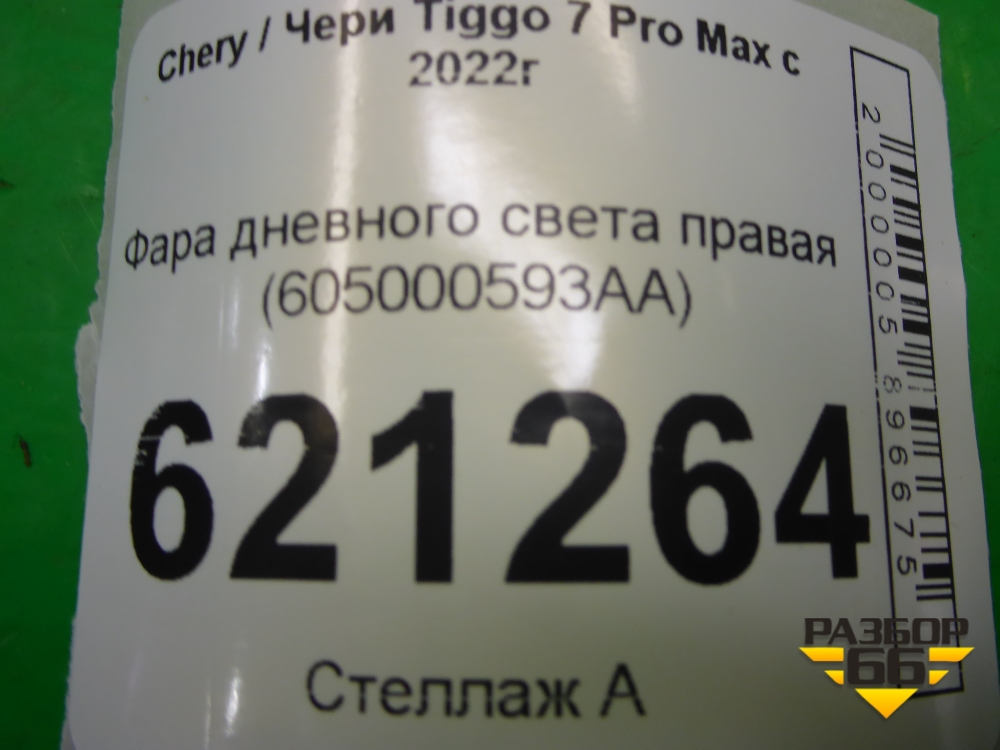 Chery / Чери Tiggo 7 Pro Max с
2022г
Фара дневного света правая
(605000593AA)
621264
Стеллаж А
2000005896675
РАЗБОР
66